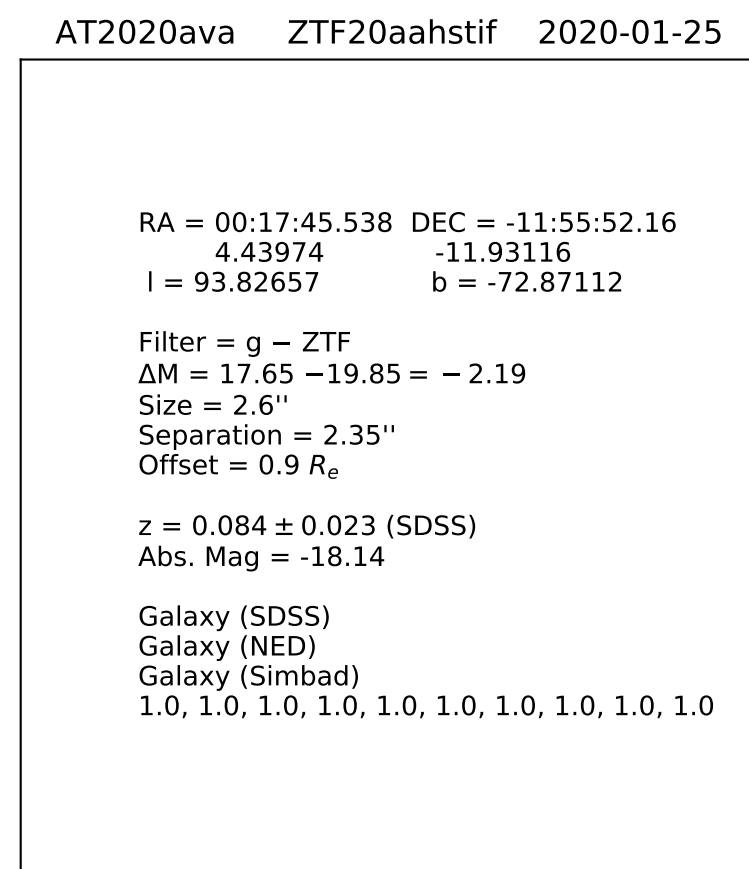 AT2020ava ZTF20aahstif 2020-01-25
RA = 00:17:45.538 DEC = -11:55:52.16
4.43974 -11.93116
l = 93.82657 b = -72.87112
Filter = g − ZTF
ΔM = 17.65 −19.85 = − 2.19
Size = 2.6''
Separation = 2.35''
Offset = 0.9 Re
z = 0.084 ± 0.023 (SDSS)
Abs. Mag = -18.14
Galaxy (SDSS)
Galaxy (NED)
Galaxy (Simbad)
1.0, 1.0, 1.0, 1.0, 1.0, 1.0, 1.0, 1.0, 1.0, 1.0